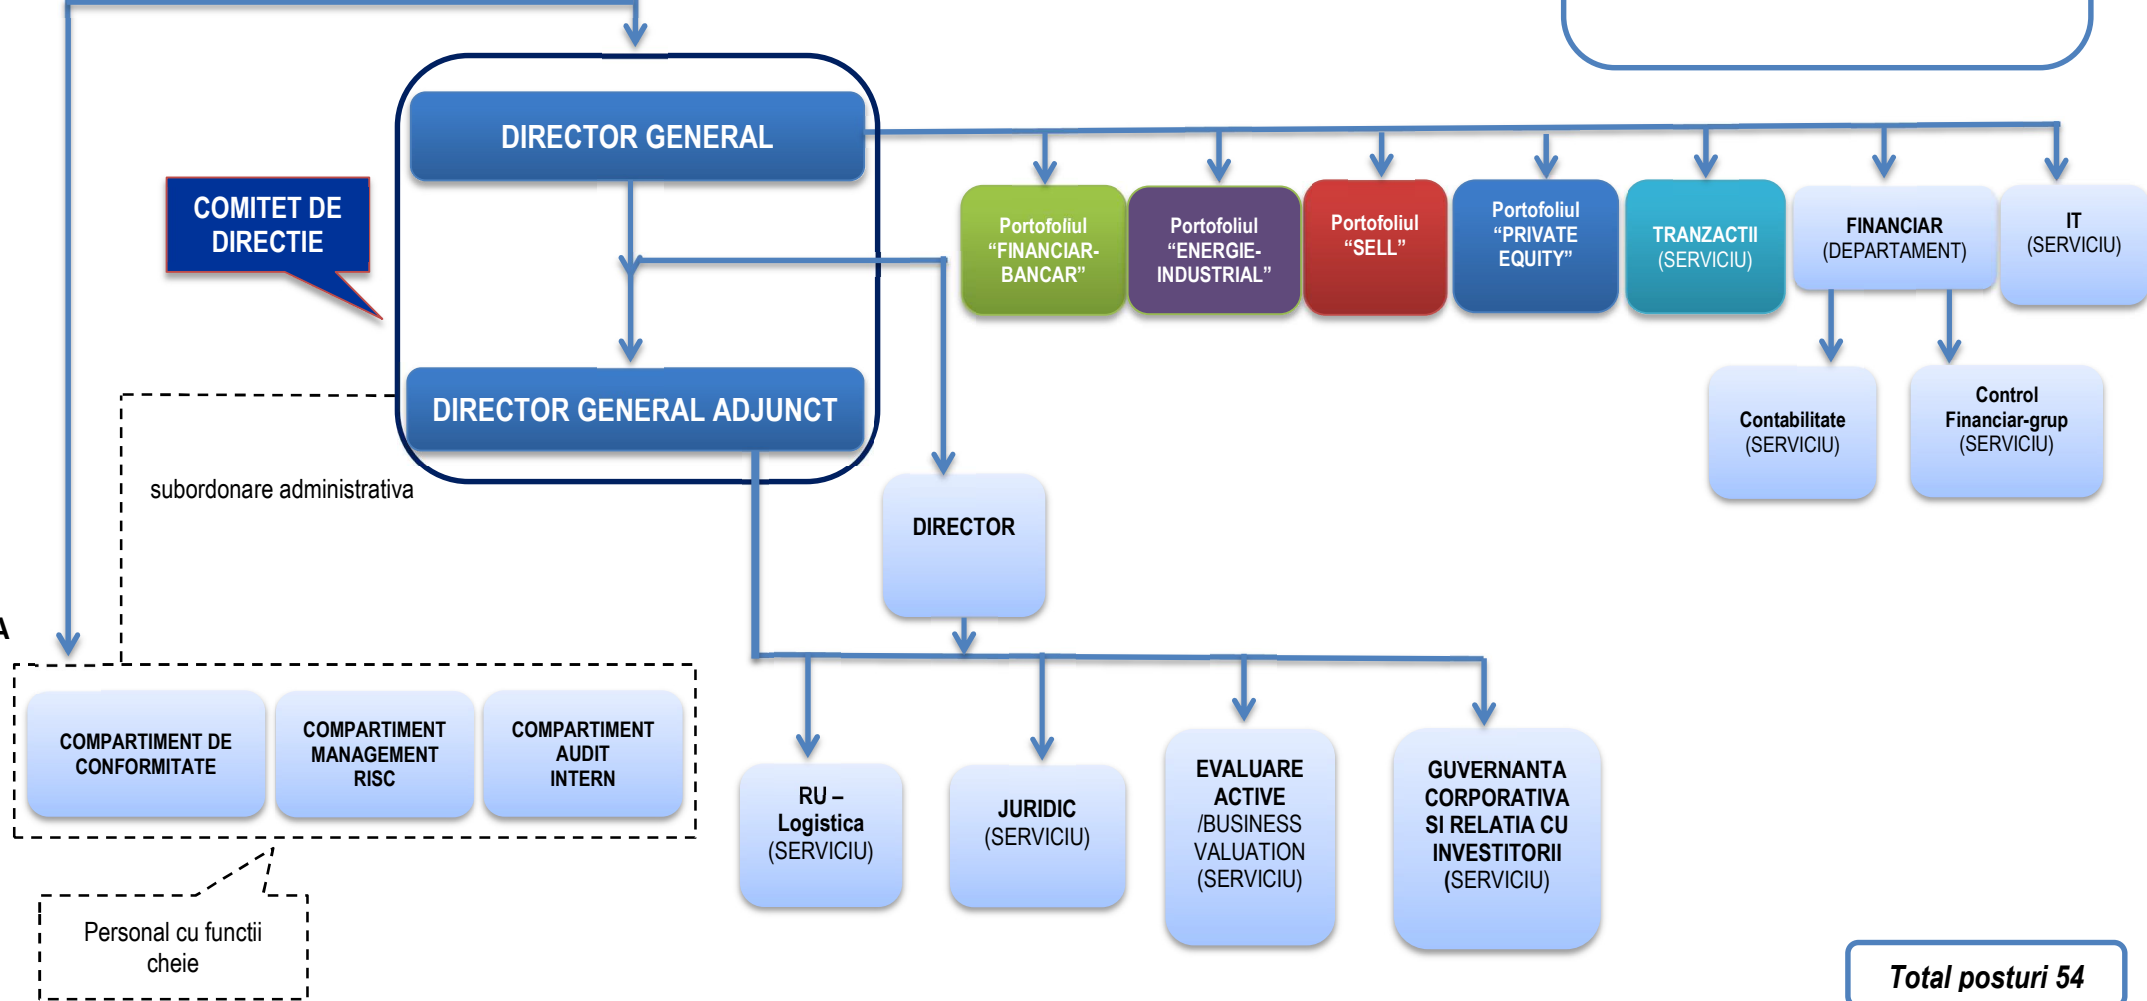 DIRECTOR GENERAL
COMITET DE
DIRECTIE
Portofoliul
“FINANCIAR-
BANCAR”
Portofoliul
“ENERGIE-
INDUSTRIAL”
Portofoliul
“SELL”
Portofoliul
“PRIVATE
EQUITY”
TRANZACTII
(SERVICIU)
FINANCIAR
(DEPARTAMENT)
IT
(SERVICIU)
DIRECTOR GENERAL ADJUNCT
Contabilitate
(SERVICIU)
Control
Financiar-grup
(SERVICIU)
subordonare administrativa
DIRECTOR
A
COMPARTIMENT DE
CONFORMITATE
COMPARTIMENT
MANAGEMENT
RISC
COMPARTIMENT
AUDIT
INTERN
RU –
Logistica
(SERVICIU)
JURIDIC
(SERVICIU)
EVALUARE
ACTIVE
/BUSINESS
VALUATION
(SERVICIU)
GUVERNANTA
CORPORATIVA
SI RELATIA CU
INVESTITORII
(SERVICIU)
Personal cu functii
cheie
Total posturi 54